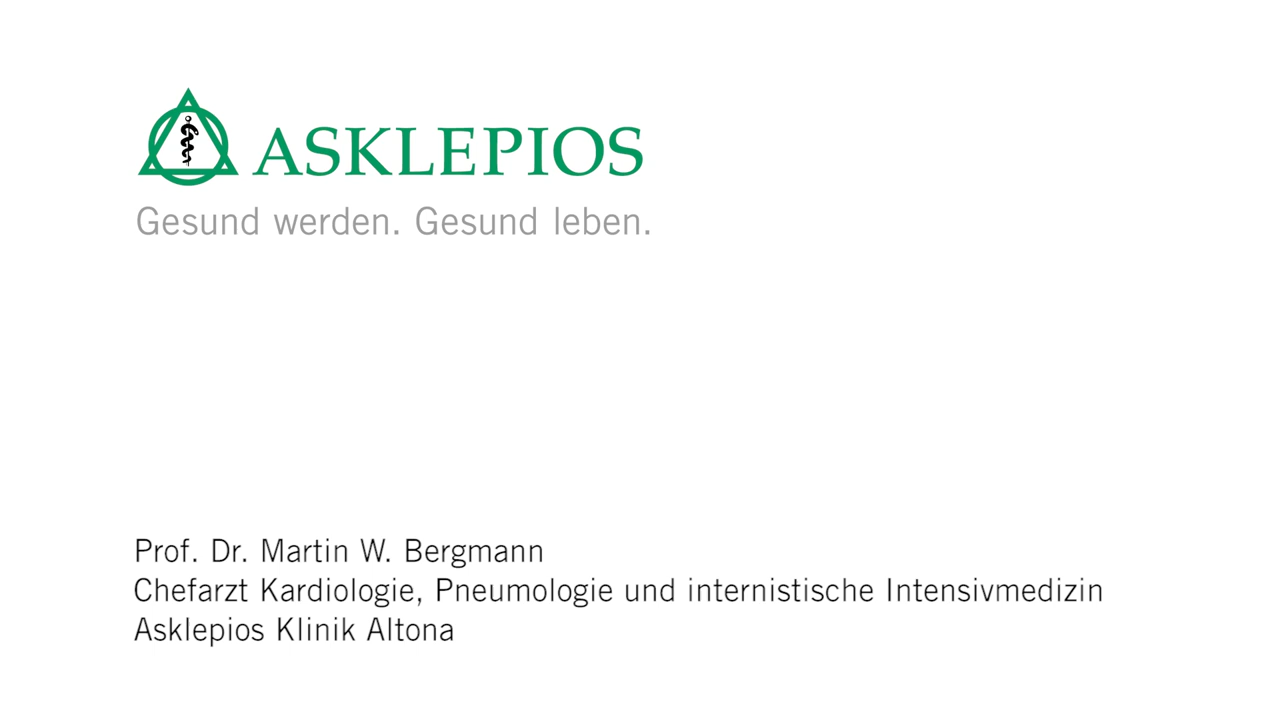 ASKLEPIOS
Gesund werden. Gesund leben.
Prof. Dr. Martin W. Bergmann
Chefarzt Kardiologie, Pneumologie und internistische Intensivmedizin
Asklepios Klinik Altona